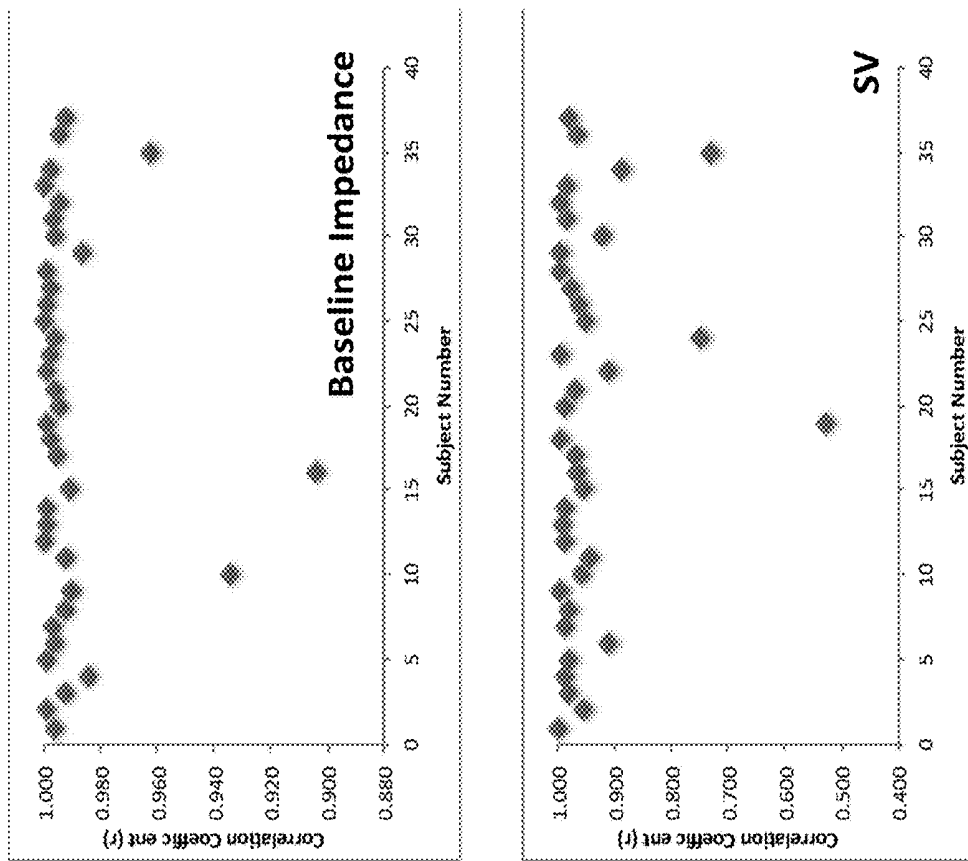 Correlation Coeffic ent (r)
1.000
0.980
0.960
0.940
0.920
0.900
0.880
0 5 10 15 20 25 30 35 40
Subject Number
Baseline Impedance
Correlation Coeffic ent (r)
1.000
0.900
0.800
0.700
0.600
0.500
0.400
0 5 10 15 20 25 30 35 40
Subject Number
SV